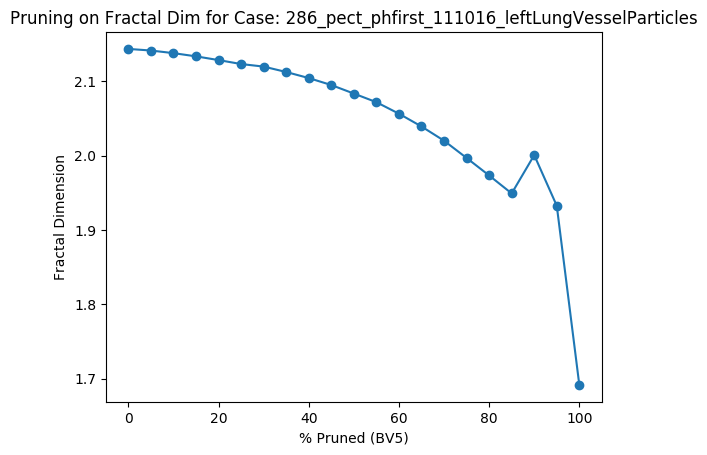 Pruning on Fractal Dim for Case: 286_pect_phfirst_111016_leftLungVesselParticles
Fractal Dimension
2.1
2.0
1.9
1.8
1.7
0 20 40 60 80 100
% Pruned (BV5)